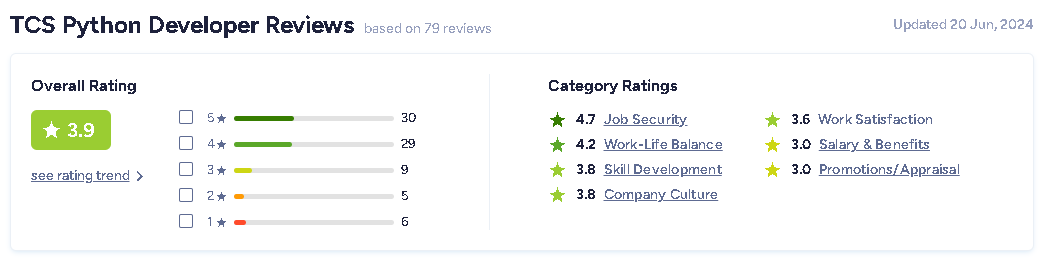 TCS Python Developer Reviews based on 79 reviews
Updated 20 Jun, 2024
Overall Rating
★ 3.9
see rating trend >
5★ 30
4★ 29
3★ 9
2★ 5
1★ 6
Category Ratings
★ 4.7 Job Security
★ 4.2 Work-Life Balance
★ 3.8 Skill Development
★ 3.8 Company Culture
★ 3.6 Work Satisfaction
★ 3.0 Salary & Benefits
★ 3.0 Promotions/Appraisal